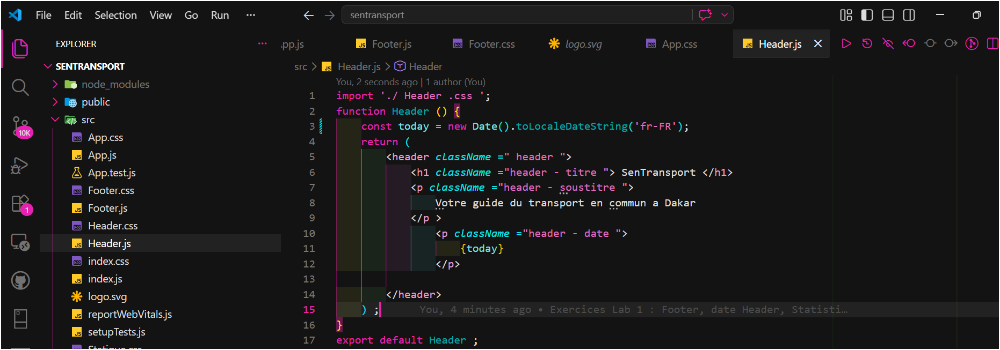 File Edit Selection View Go Run ···
sentransport
EXPLORER
SENTRANSPORT
node_modules
public
src
App.css
App.js
App.test.js
Footer.css
Footer.js
Header.css
Header.js
index.css
index.js
logo.svg
reportWebVitals.js
setupTests.js
10K
1
pp.js Footer.js Footer.css logo.svg App.css Header.js
src > Header.js > Header
You, 2 seconds ago | 1 author (You)
1 import './ Header .css ';
2 function Header () {
3 const today = new Date().toLocaleDateString('fr-FR');
4 return (
5 <header className =" header ">
6 <h1 className ="header - titre "> SenTransport </h1>
7 <p className ="header - soustitre ">
8 Votre guide du transport en commun a Dakar
9 </p >
10 <p className ="header - date ">
11 {today}
12 </p>
13
14 </header>
15 ) ; You, 4 minutes ago • Exercices Lab 1 : Footer, date Header, Statisti…
16 }
17 export default Header ;